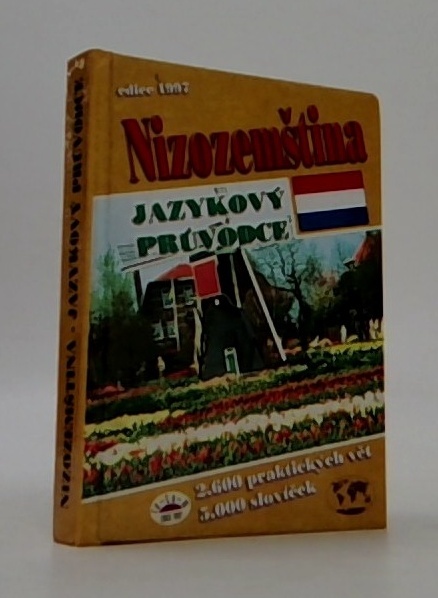 edice 1997
Nizozemština
JAZYKOVÝ
PRŮVODCE
2.600 praktických vět
5.000 slovíček
NIZOZEMŠTINA - JAZYKOVÝ PRŮVODCE